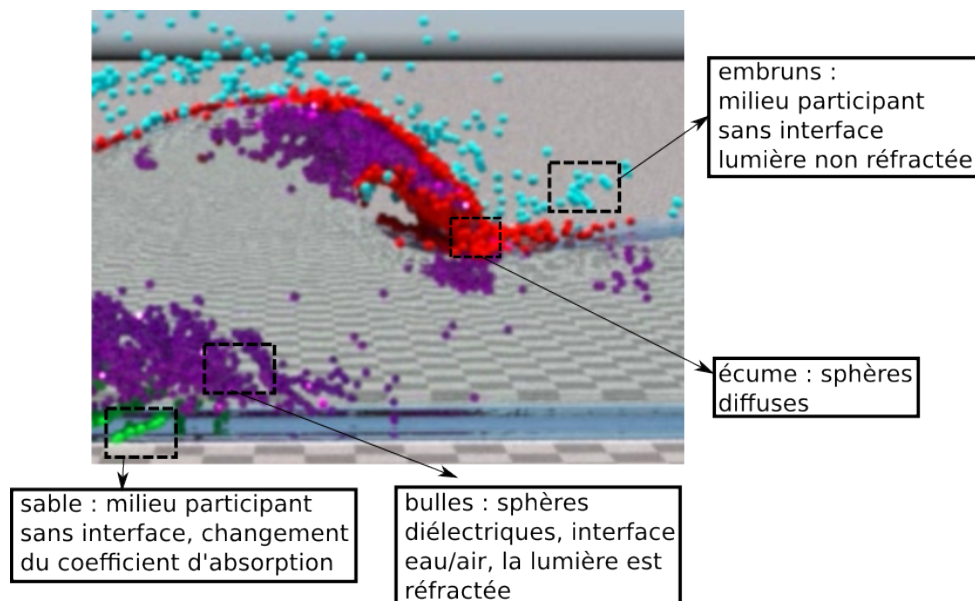 embruns :
milieu participant
sans interface
lumière non réfractée
écume : sphères
diffuses
sable : milieu participant
sans interface, changement
du coefficient d'absorption
bulles : sphères
diélectriques, interface
eau/air, la lumière est
réfractée